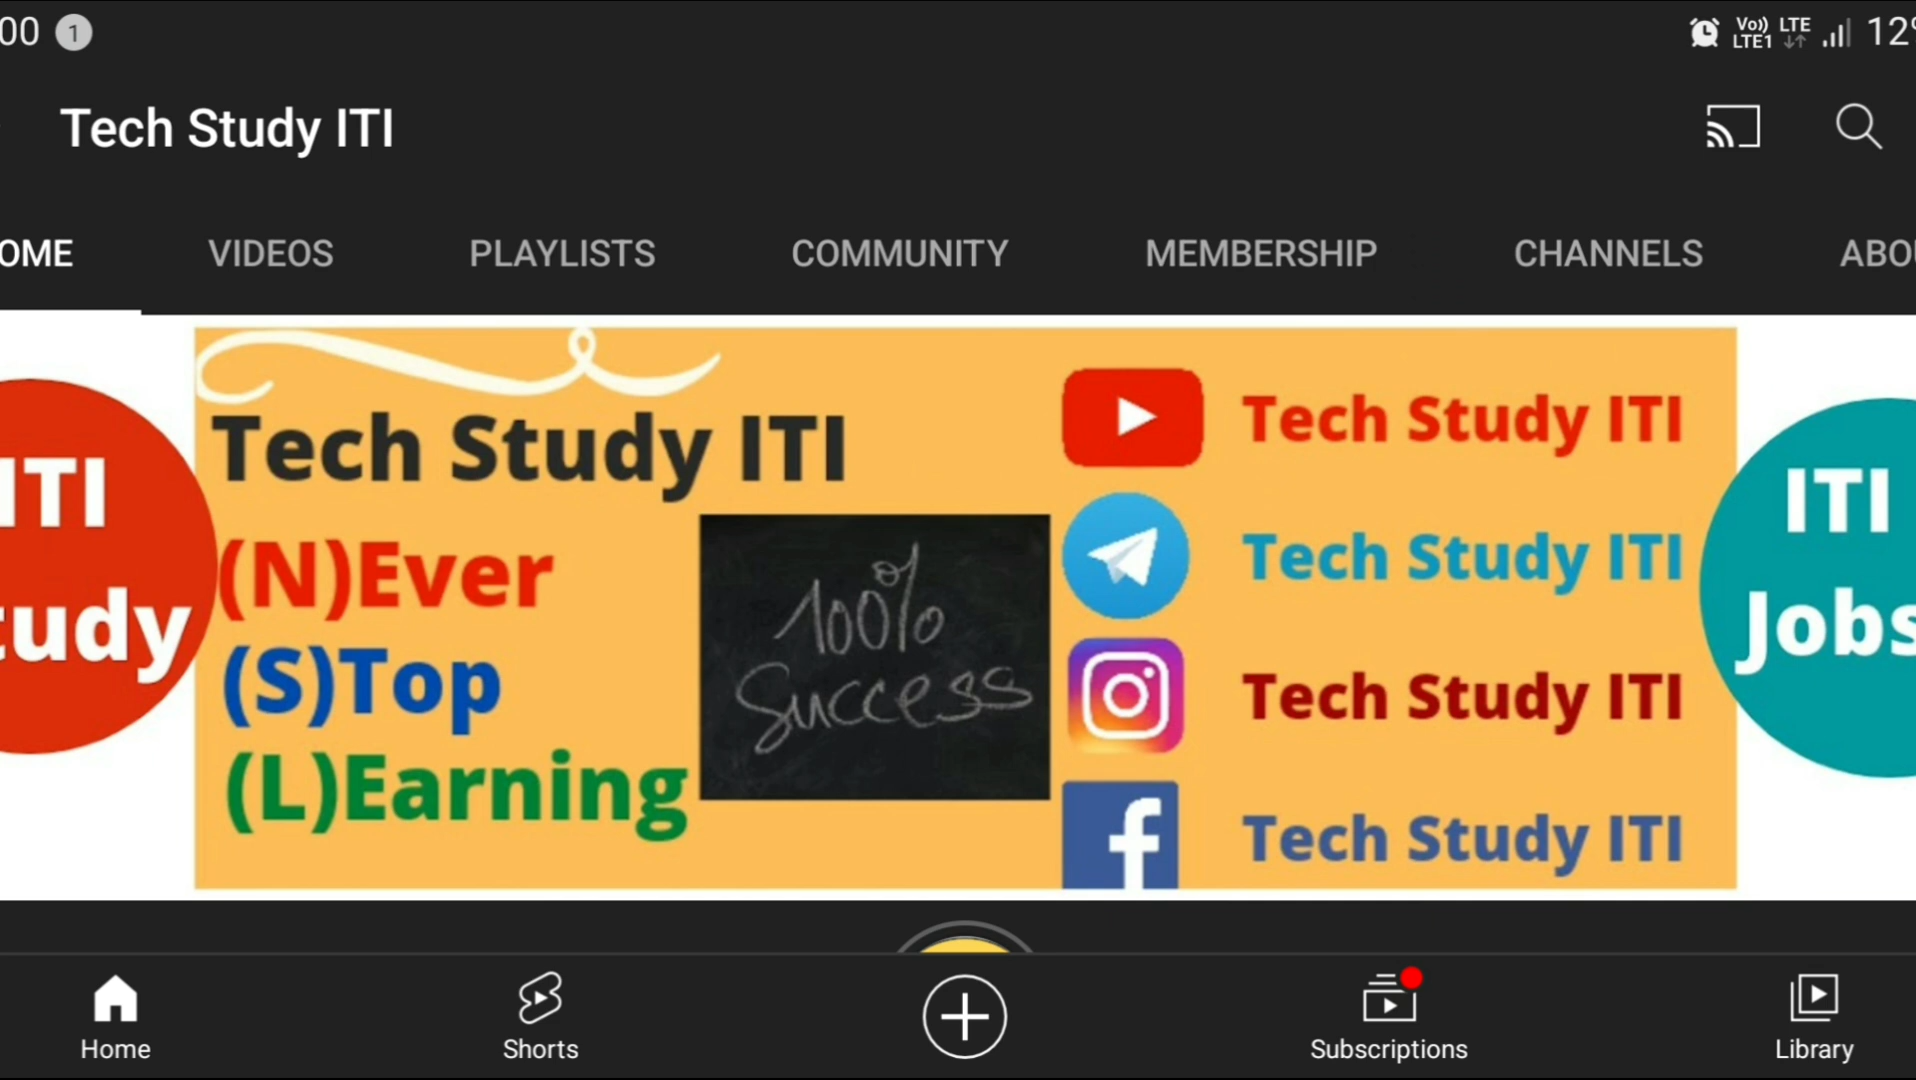 00 1 Vo)) LTE1 LTE 12%
Tech Study ITI
OME VIDEOS PLAYLISTS COMMUNITY MEMBERSHIP CHANNELS ABOU
ITI
tudy
Tech Study ITI
(N)Ever
(S)Top
(L)Earning
100%
Success
Tech Study ITI
Tech Study ITI
Tech Study ITI
Tech Study ITI
ITI
Jobs
Home Shorts Subscriptions Library